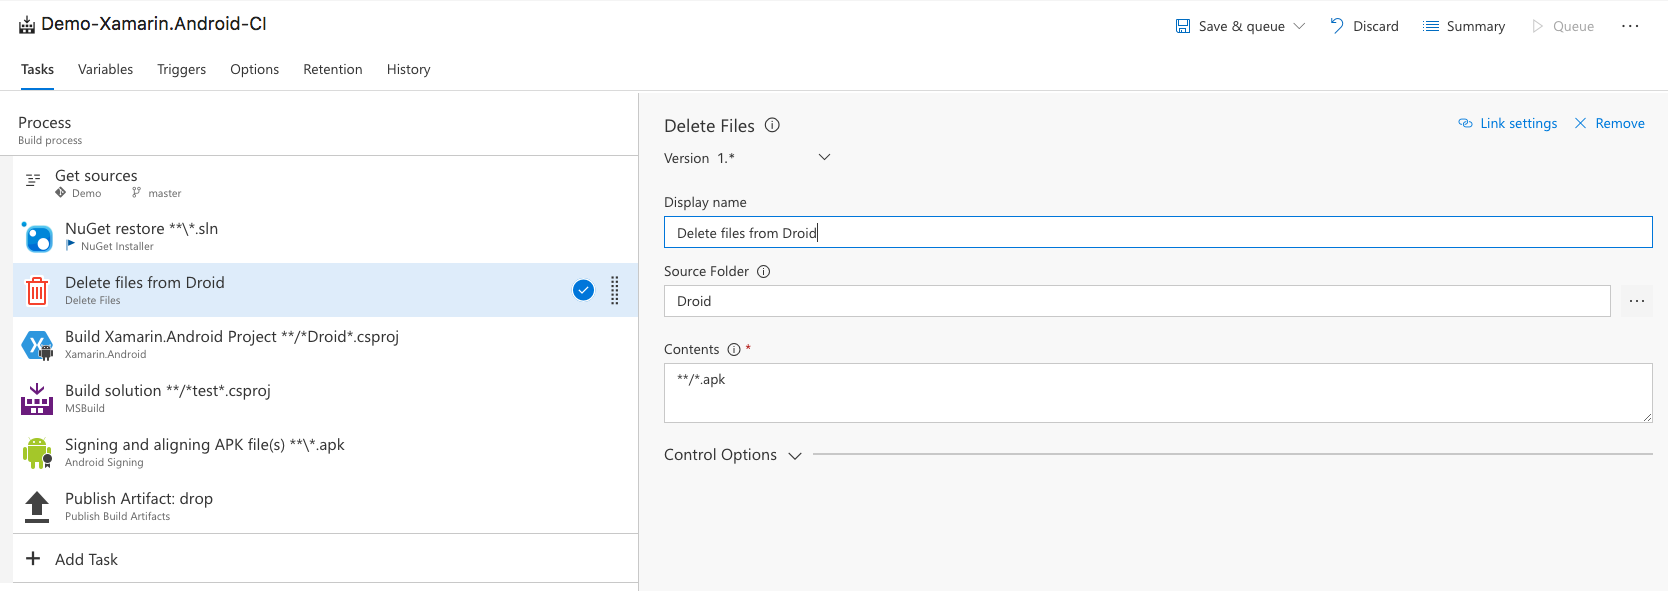 Demo-Xamarin.Android-CI
Save & queue
Discard
Summary
Queue
Tasks
Variables
Triggers
Options
Retention
History
Process
Build process
Get sources
Demo
master
NuGet restore **\*.sln
NuGet Installer
Delete files from Droid
Delete Files
Build Xamarin.Android Project **/*Droid*.csproj
Xamarin.Android
Build solution **/*test*.csproj
MSBuild
Signing and aligning APK file(s) **\*.apk
Android Signing
Publish Artifact: drop
Publish Build Artifacts
Add Task
Delete Files
Link settings
Remove
Version 1.*
Display name
Delete files from Droid
Source Folder
Droid
...
Contents *
**/*.apk
Control Options